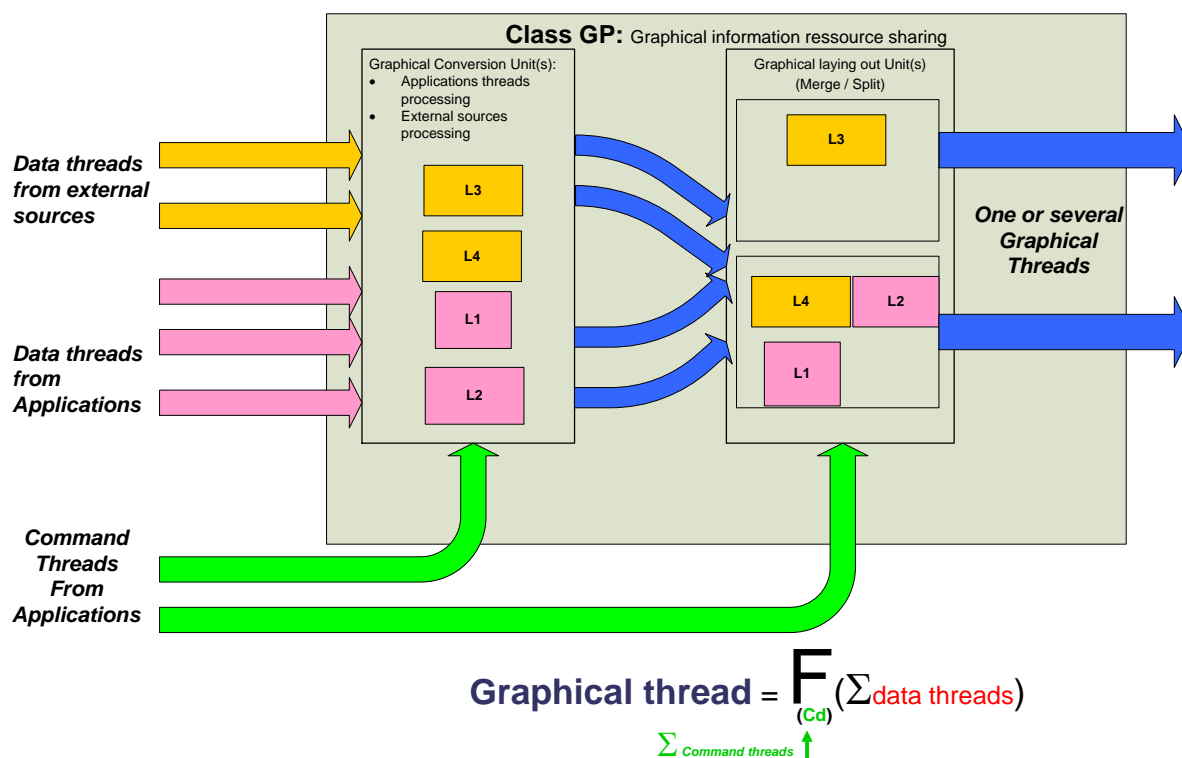 Class GP: Graphical information ressource sharing
Graphical Conversion Unit(s):
• Applications threads
processing
• External sources
processing
L3
L4
L1
L2
Graphical laying out Unit(s)
(Merge / Split)
L3
L4
L2
L1
Data threads
from external
sources
Data threads
from
Applications
One or several
Graphical
Threads
Command
Threads
From
Applications
Graphical thread = F(Σdata threads)
(Cd)
Σ Command threads